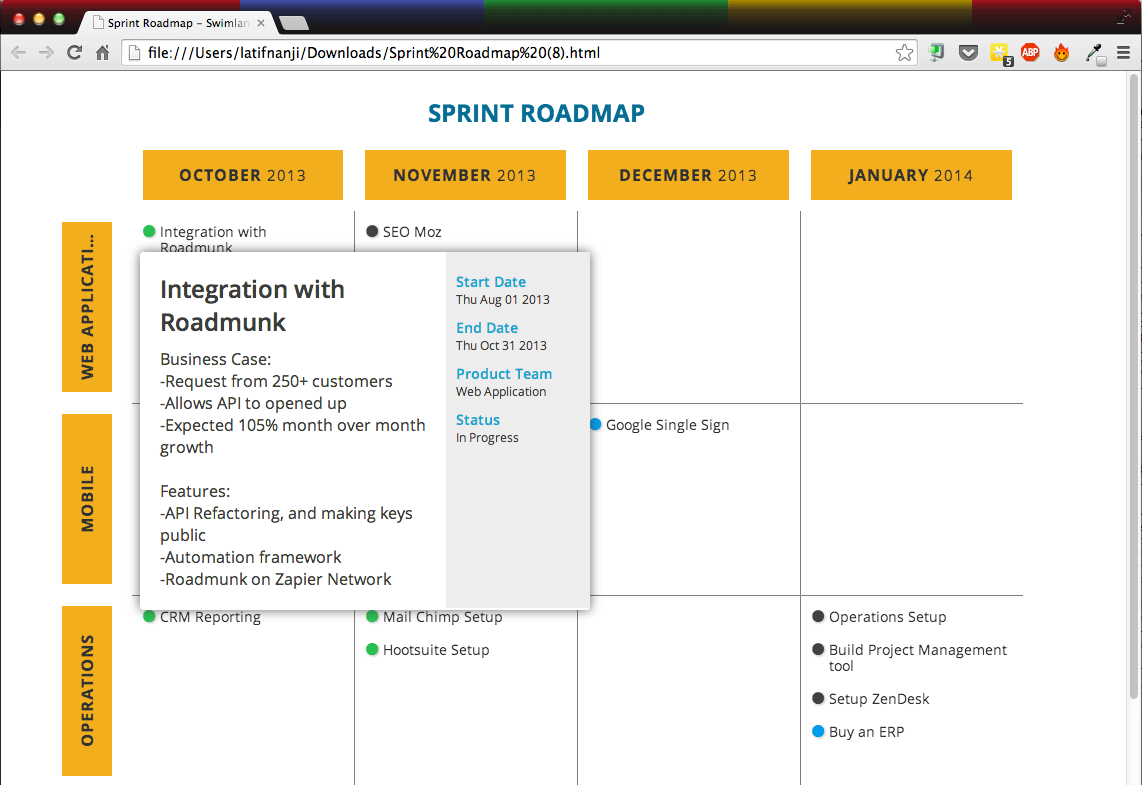 Sprint Roadmap – Swimlan
file:///Users/latifnanji/Downloads/Sprint%20Roadmap%20(8).html
5
ABP
SPRINT ROADMAP
OCTOBER 2013
NOVEMBER 2013
DECEMBER 2013
JANUARY 2014
WEB APPLICATI...
Integration with
Roadmunk
SEO Moz
Integration with
Roadmunk
Business Case:
-Request from 250+ customers
-Allows API to opened up
-Expected 105% month over month
growth
Features:
-API Refactoring, and making keys
public
-Automation framework
-Roadmunk on Zapier Network
Start Date
Thu Aug 01 2013
End Date
Thu Oct 31 2013
Product Team
Web Application
Status
In Progress
MOBILE
Google Single Sign
OPERATIONS
CRM Reporting
Mail Chimp Setup
Hootsuite Setup
Operations Setup
Build Project Management
tool
Setup ZenDesk
Buy an ERP